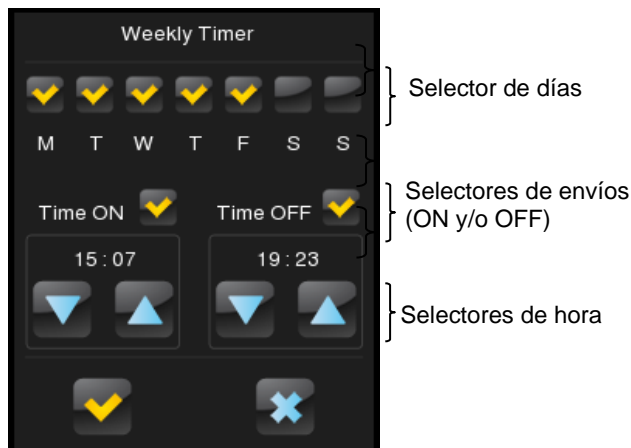 Weekly Timer
Selector de días
M T W T F S S
Time ON Time OFF
Selectores de envíos
(ON y/o OFF)
15:07 19:23
Selectores de hora